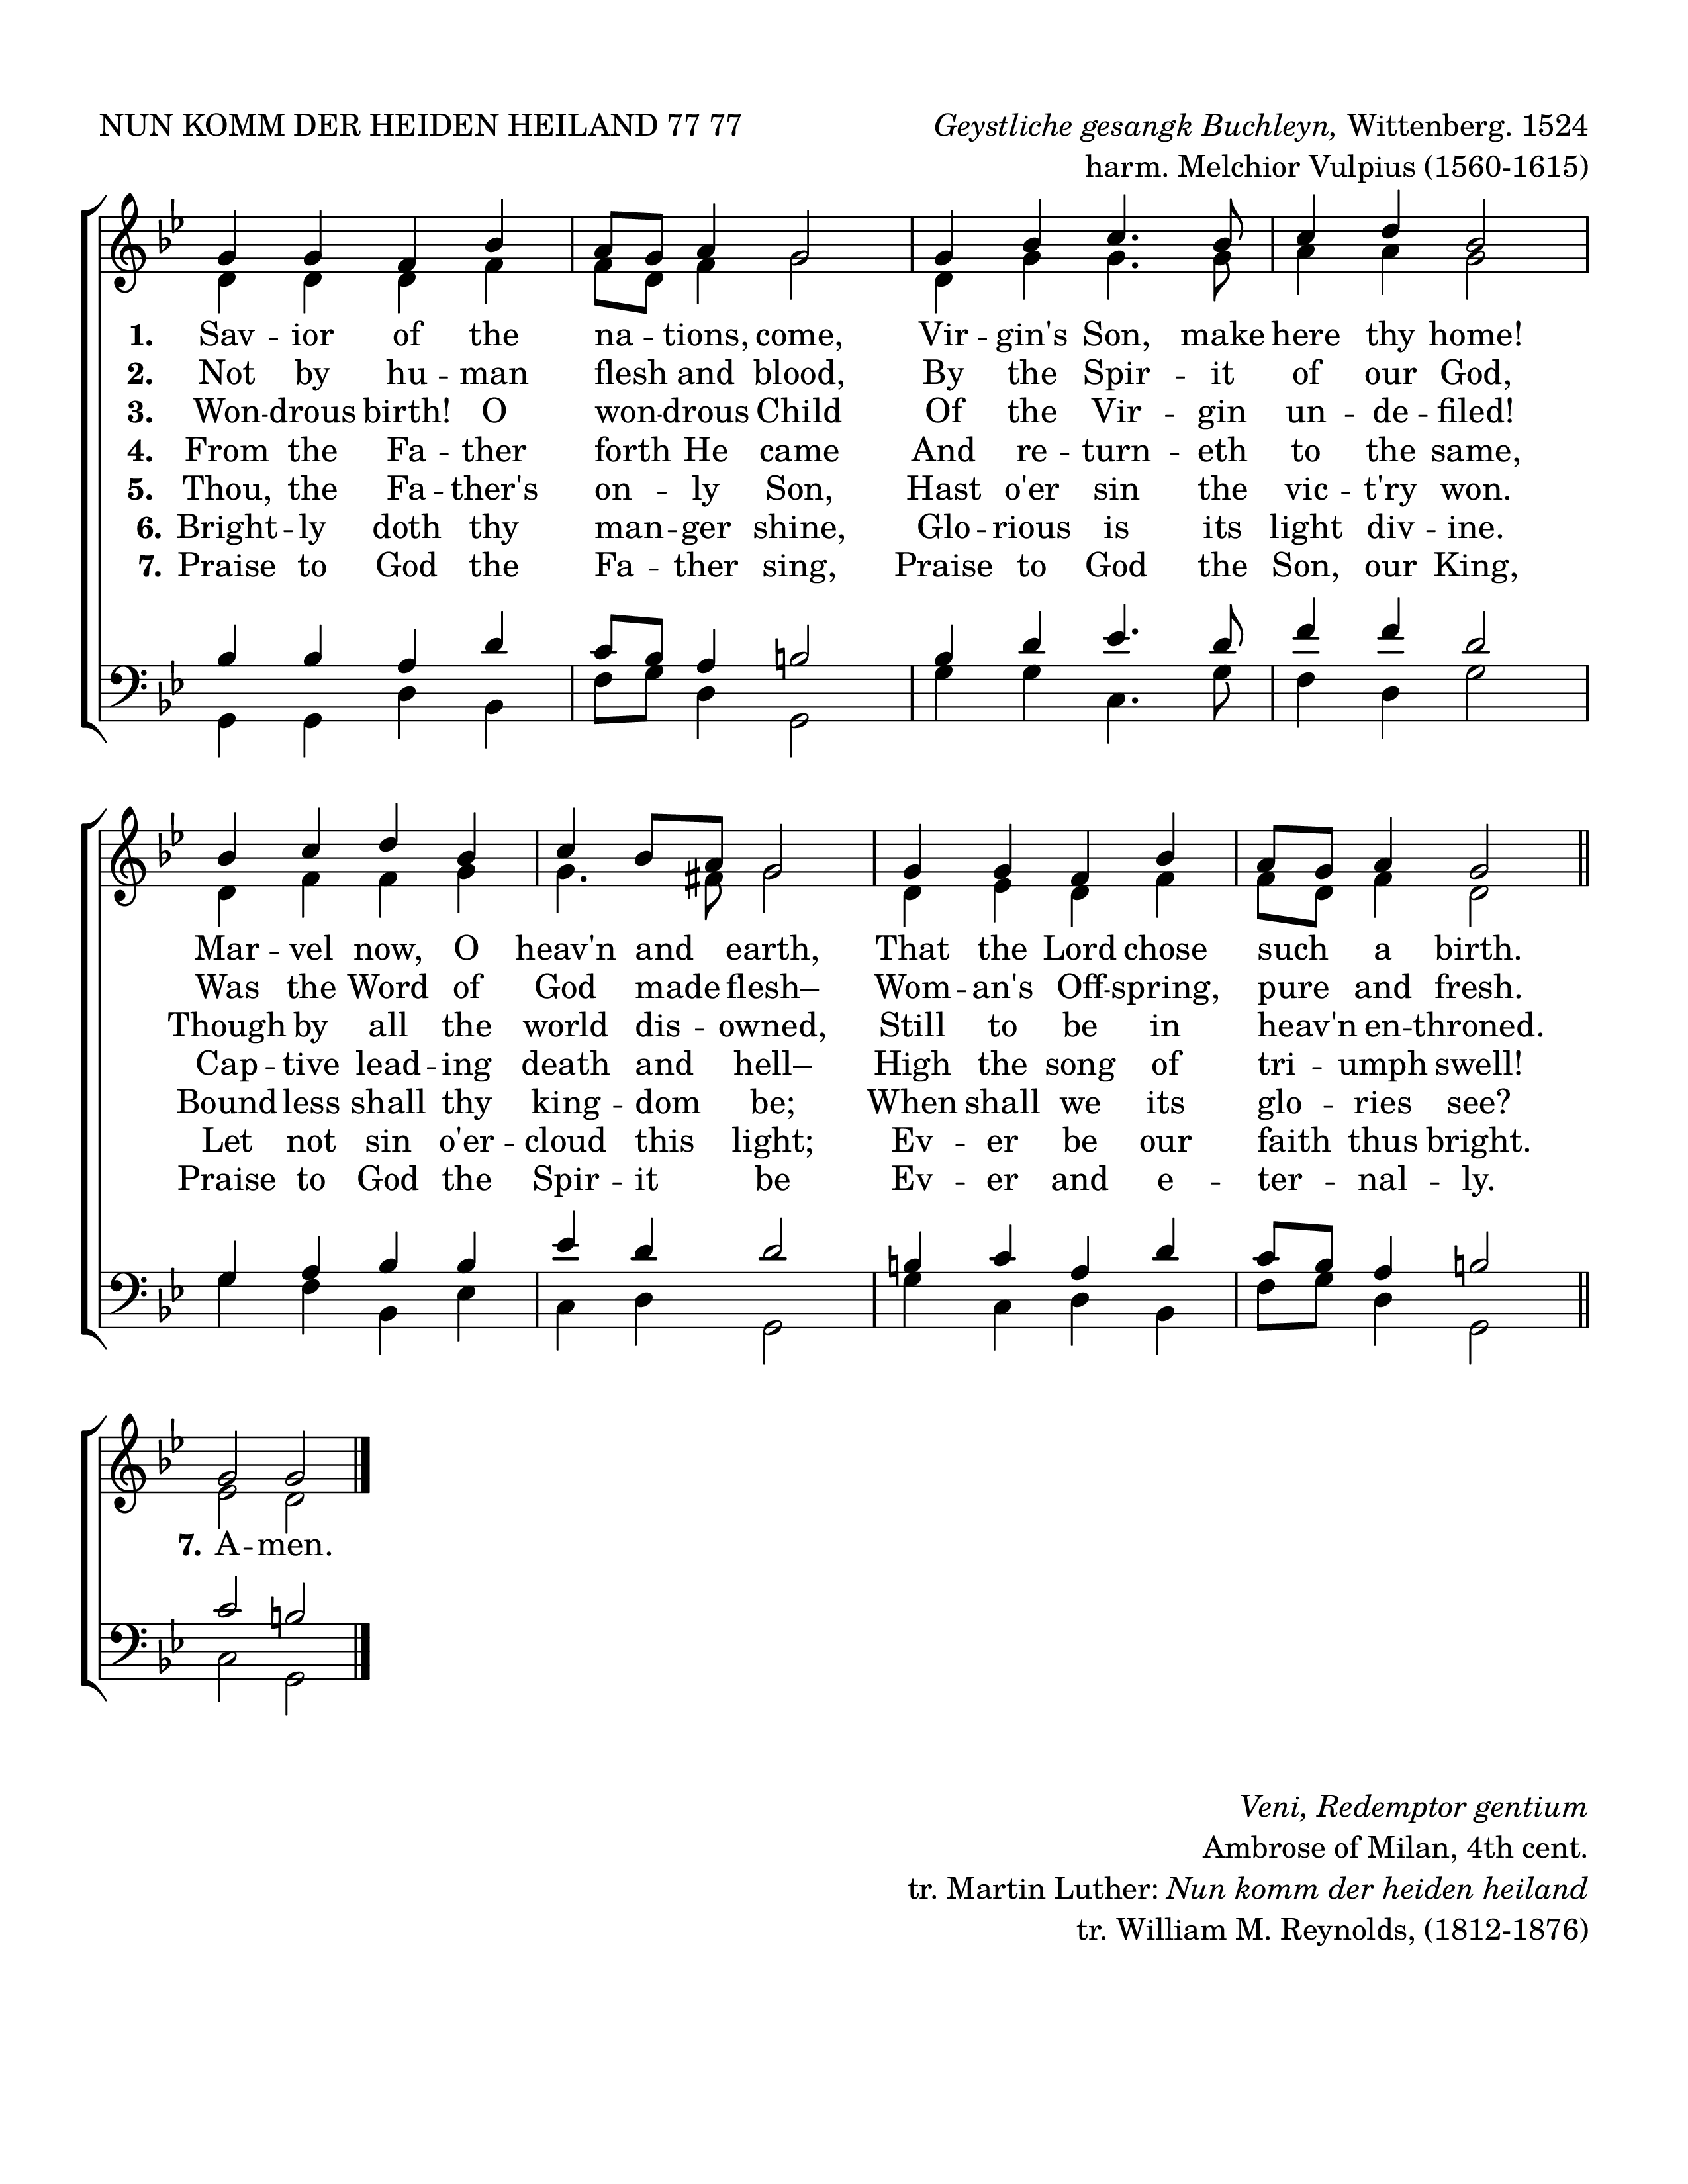 NUN KOMM DER HEIDEN HEILAND 77 77
Geystliche gesangk Buchleyn, Wittenberg. 1524
harm. Melchior Vulpius (1560-1615)
1. Sav -- ior of the na -- tions, come, Vir -- gin's Son, make here thy home!
2. Not by hu -- man flesh and blood, By the Spir -- it of our God,
3. Won -- drous birth! O won -- drous Child Of the Vir -- gin un -- de -- filed!
4. From the Fa -- ther forth He came And re -- turn -- eth to the same,
5. Thou, the Fa -- ther's on -- ly Son, Hast o'er sin the vic -- t'ry won.
6. Bright -- ly doth thy man -- ger shine, Glo -- rious is its light div -- ine.
7. Praise to God the Fa -- ther sing, Praise to God the Son, our King,
Mar -- vel now, O heav'n and earth, That the Lord chose such a birth.
Was the Word of God made flesh– Wom -- an's Off -- spring, pure and fresh.
Though by all the world dis -- owned, Still to be in heav'n en -- throned.
Cap -- tive lead -- ing death and hell– High the song of tri -- umph swell!
Bound -- less shall thy king -- dom be; When shall we its glo -- ries see?
Let not sin o'er -- cloud this light; Ev -- er be our faith thus bright.
Praise to God the Spir -- it be Ev -- er and e -- ter -- nal -- ly.
7. A -- men.
Veni, Redemptor gentium
Ambrose of Milan, 4th cent.
tr. Martin Luther: Nun komm der heiden heiland
tr. William M. Reynolds, (1812-1876)